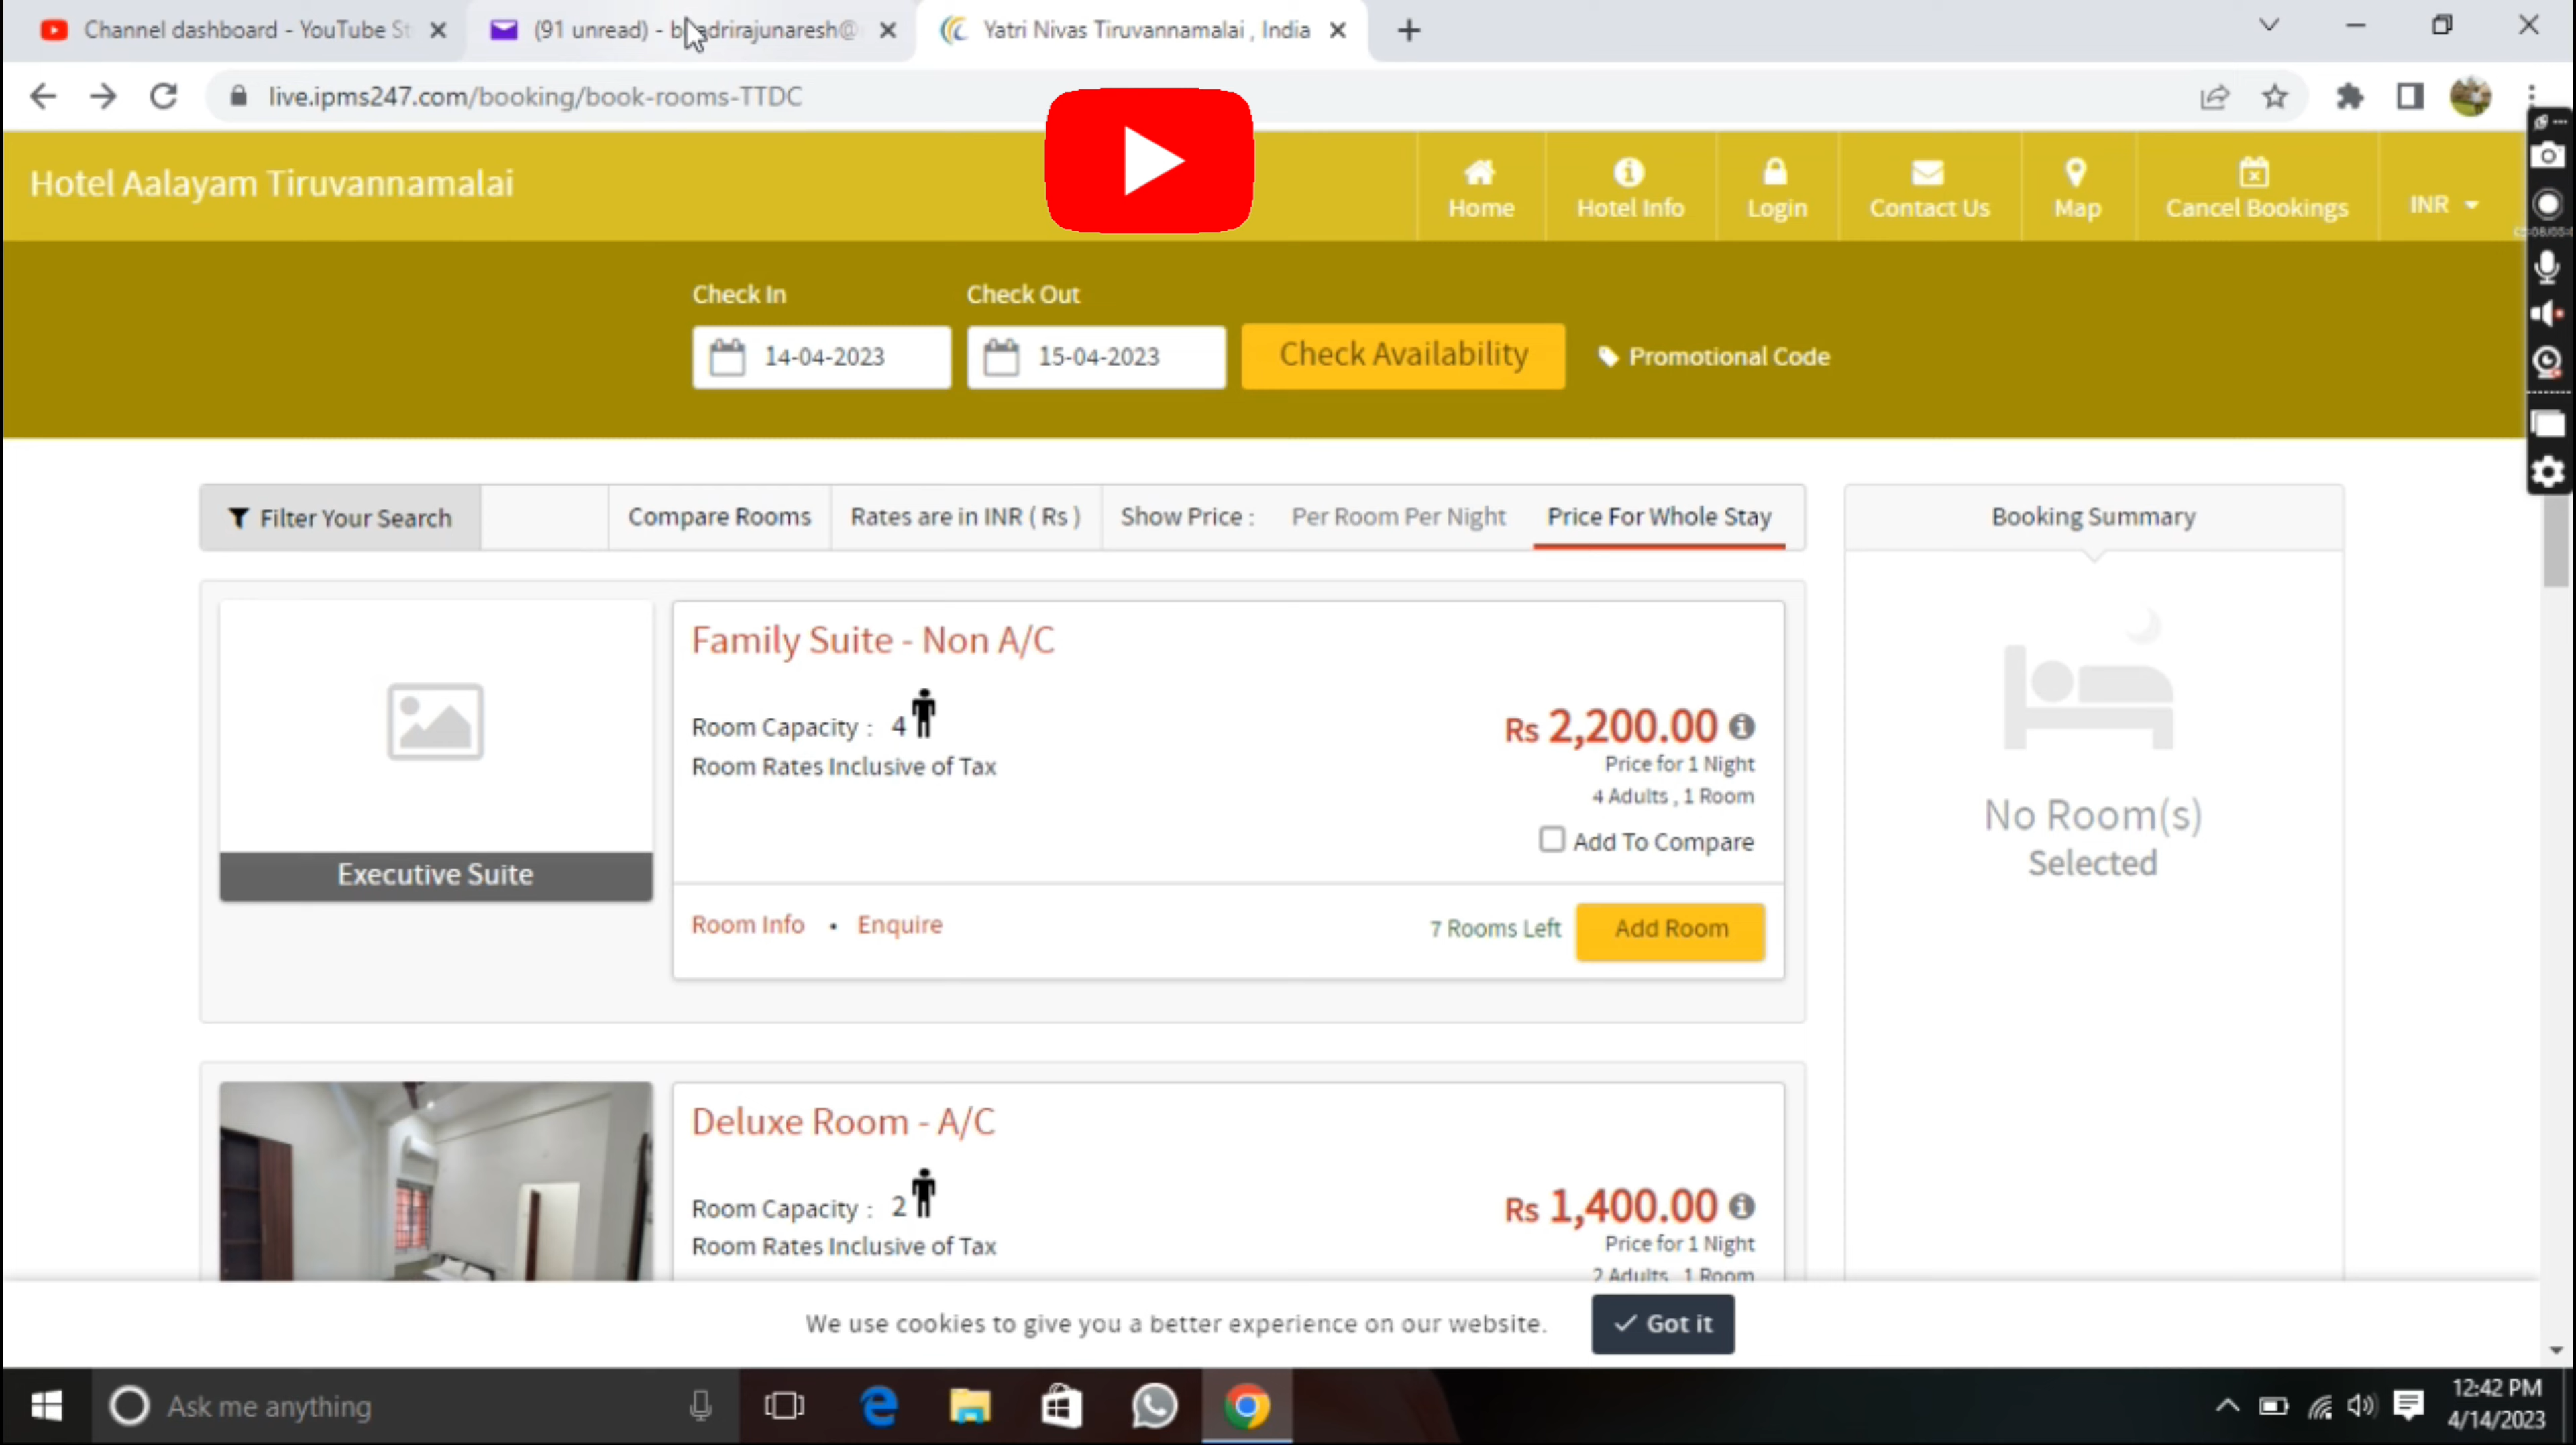 Channel dashboard - YouTube St
(91 unread) -
Yatri Nivas Tiruvannamalai , India
live.ipms247.com/booking/book-rooms-TTDC
Hotel Aalayam Tiruvannamalai
Home
Hotel Info
Login
Contact Us
Map
Cancel Bookings
INR
Check In
Check Out
14-04-2023
15-04-2023
Check Availability
Promotional Code
Filter Your Search
Compare Rooms
Rates are in INR ( Rs )
Show Price :
Per Room Per Night
Price For Whole Stay
Booking Summary
Family Suite - Non A/C
Room Capacity : 4
Room Rates Inclusive of Tax
Rs 2,200.00
Price for 1 Night
4 Adults , 1 Room
Add To Compare
Executive Suite
Room Info • Enquire
7 Rooms Left
Add Room
No Room(s)
Selected
Deluxe Room - A/C
Room Capacity : 2
Room Rates Inclusive of Tax
Rs 1,400.00
Price for 1 Night
2 Adults , 1 Room
We use cookies to give you a better experience on our website.
Got it
Ask me anything
12:42 PM
4/14/2023